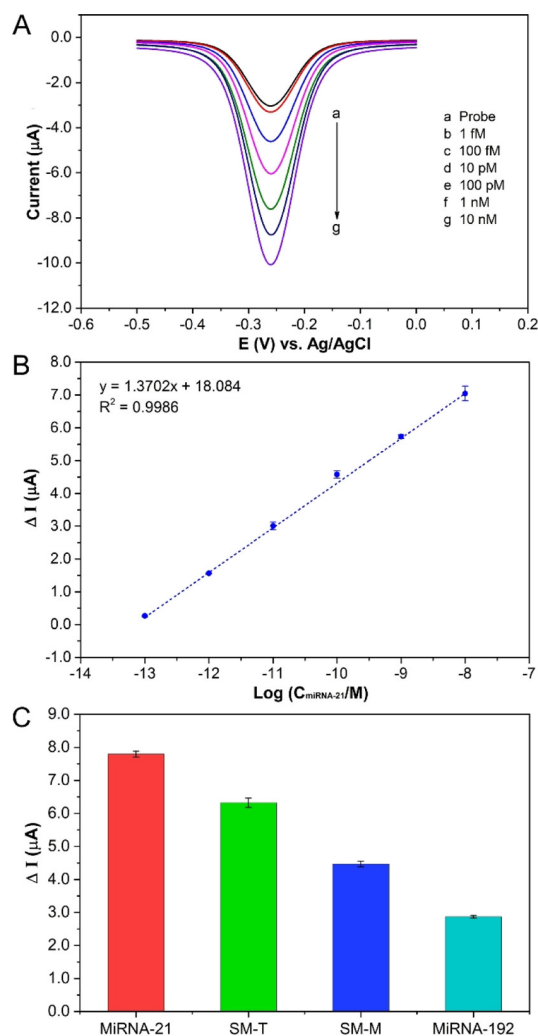 A
0.0
-2.0
-4.0
-6.0
-8.0
-10.0
-12.0
Current (μA)
a
g
a Probe
b 1 fM
c 100 fM
d 10 pM
e 100 pM
f 1 nM
g 10 nM
-0.6 -0.5 -0.4 -0.3 -0.2 -0.1 0.0 0.1 0.2
E (V) vs. Ag/AgCl
B
8.0
7.0
6.0
5.0
4.0
3.0
2.0
1.0
0.0
-1.0
Δ I (μA)
y = 1.3702x + 18.084
R² = 0.9986
-14 -13 -12 -11 -10 -9 -8 -7
Log (CmiRNA-21/M)
C
9.0
8.0
7.0
6.0
5.0
4.0
3.0
2.0
1.0
0.0
Δ I (μA)
MiRNA-21 SM-T SM-M MiRNA-192